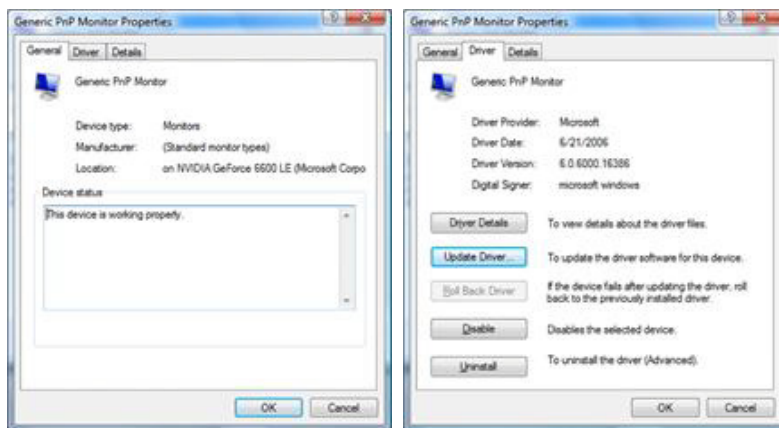 Generic PnP Monitor Properties
General Driver Details
Generic PnP Monitor
Device type: Monitors
Manufacturer: (Standard monitor types)
Location: on NVIDIA GeForce 6600 LE (Microsoft Corpo
Device status
This device is working properly.
OK Cancel
Generic PnP Monitor Properties
General Driver Details
Generic PnP Monitor
Driver Provider: Microsoft
Driver Date: 6/21/2006
Driver Version: 6.0.6000.16386
Digital Signer: microsoft windows
Driver Details To view details about the driver files.
Update Driver... To update the driver software for this device.
Roll Back Driver If the device fails after updating the driver, roll
back to the previously installed driver.
Disable Disables the selected device.
Uninstall To uninstall the driver (Advanced).
OK Cancel